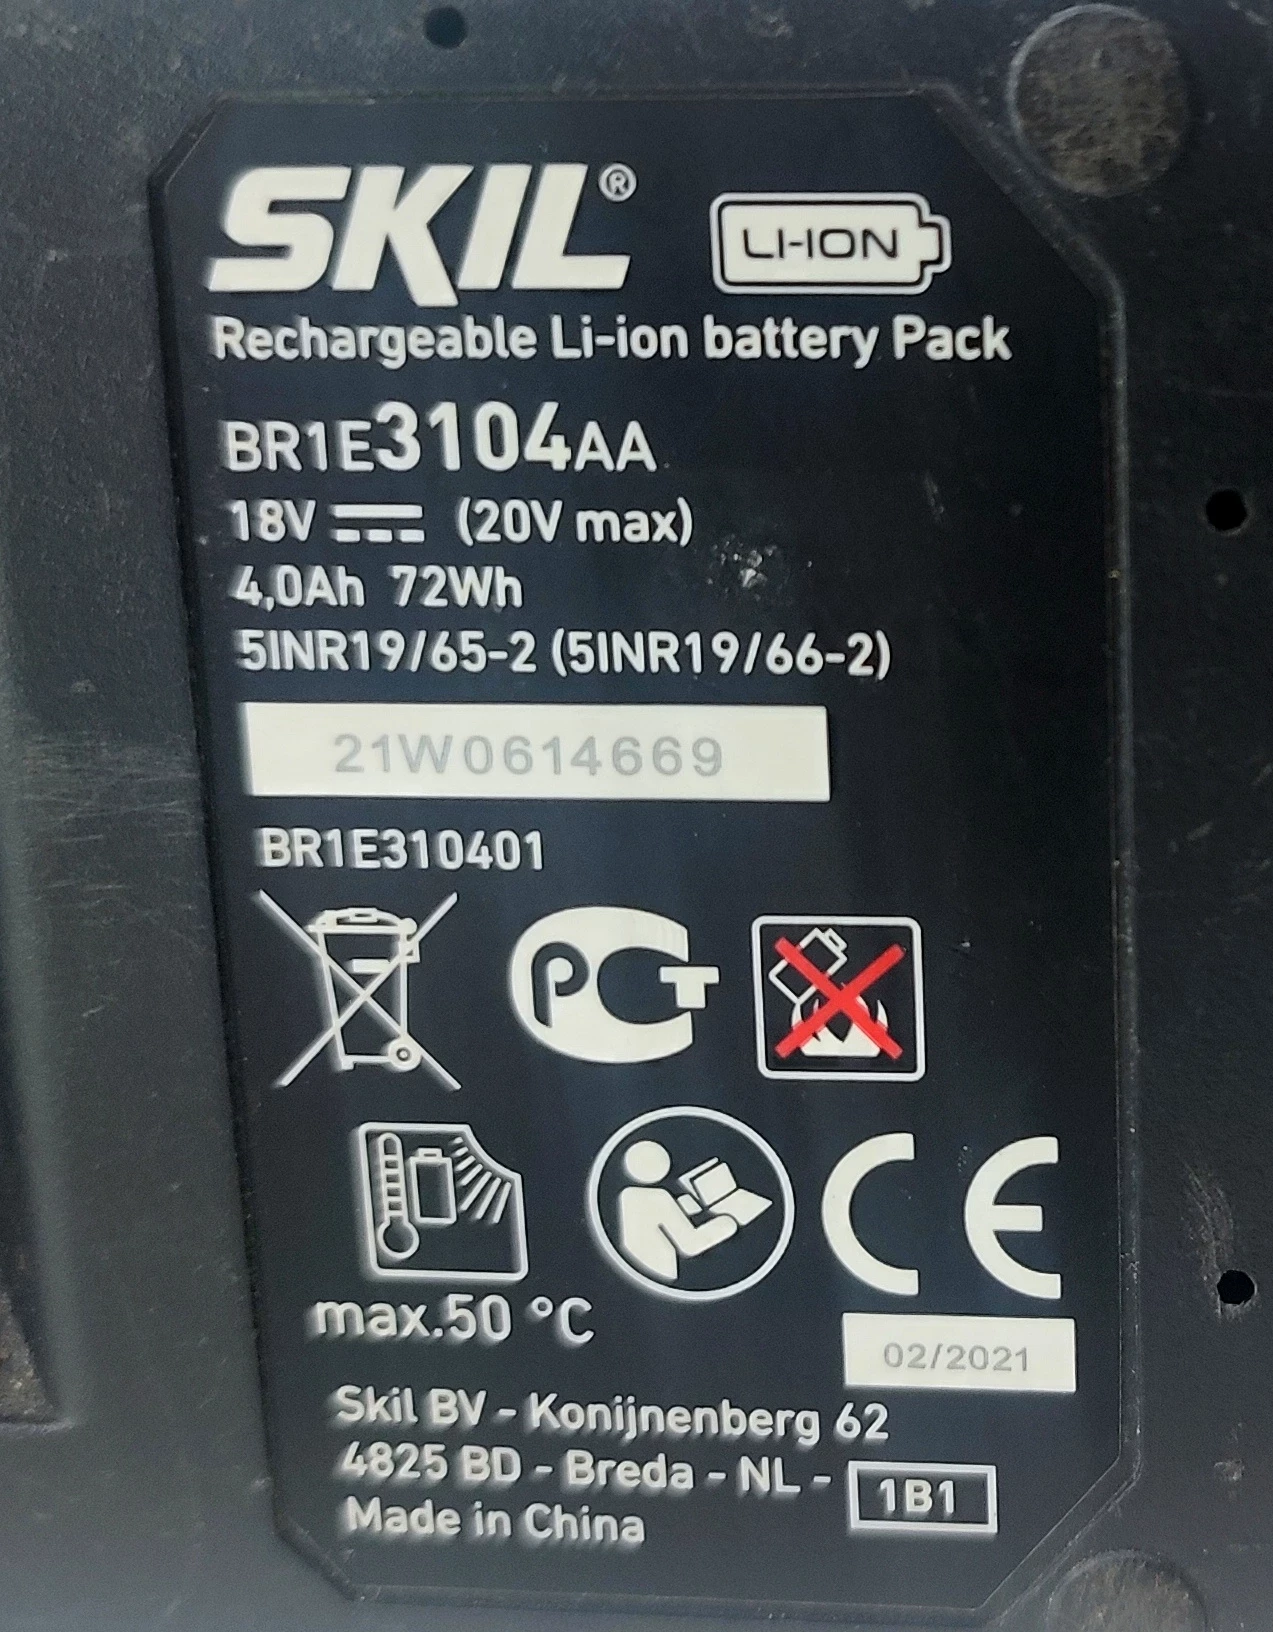 SKIL®
LI-ION
Rechargeable Li-ion battery Pack
BR1E3104AA
18V ⎓ (20V max)
4,0Ah 72Wh
5INR19/65-2 (5INR19/66-2)
21W0614669
BR1E310401
PCT
max.50 °C
CE
02/2021
Skil BV - Konijnenberg 62
4825 BD - Breda - NL - 1B1
Made in China